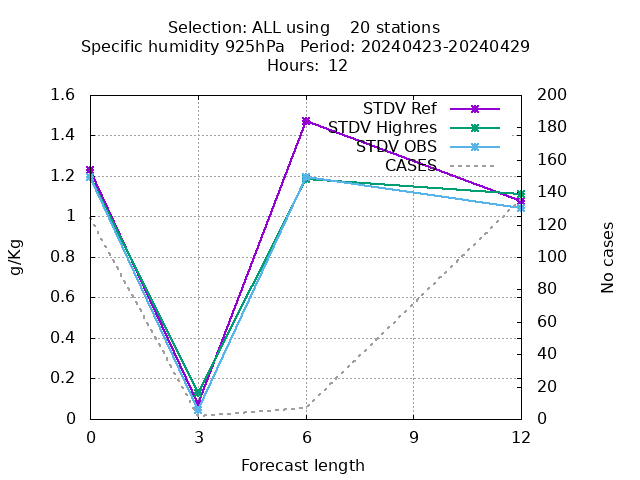 Selection: ALL using    20 stations
Specific humidity 925hPa   Period: 20240423-20240429
Hours: 12
1.6
1.4
1.2
1
0.8
0.6
0.4
0.2
0
200
180
160
140
120
100
80
60
40
20
0
g/Kg
No cases
STDV Ref
STDV Highres
STDV OBS
CASES
0 3 6 9 12
Forecast length